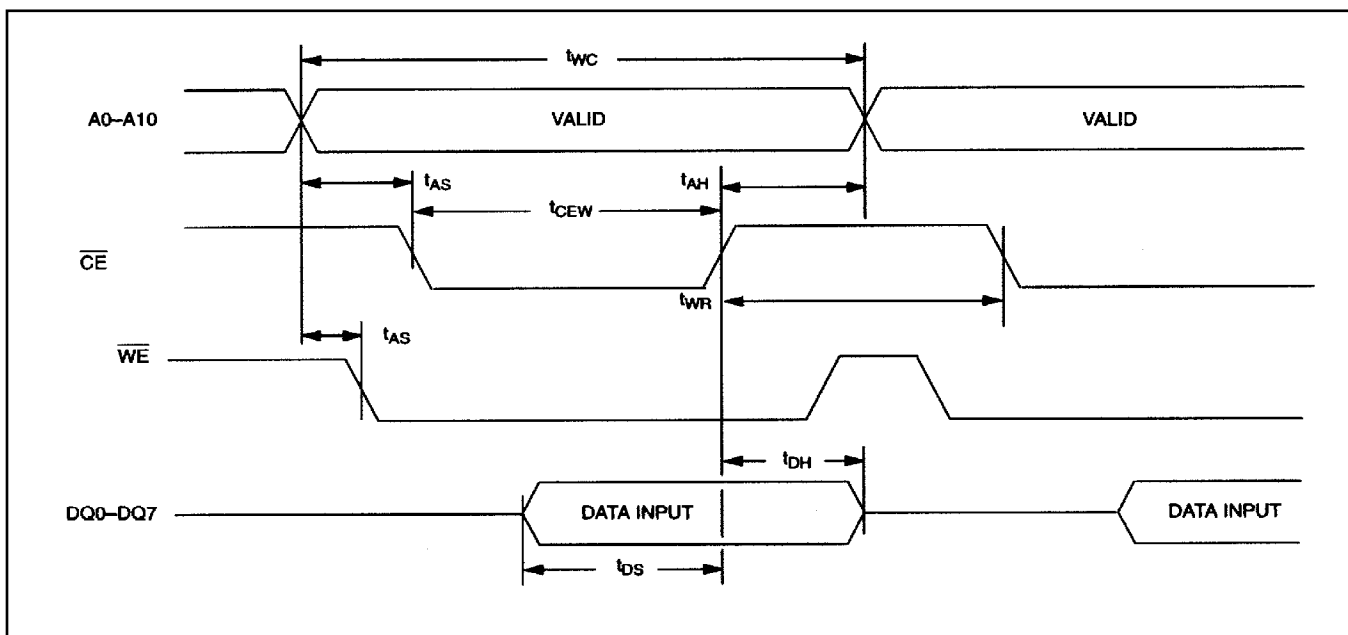 tWC
A0–A10
VALID
VALID
tAS
tAH
tCEW
CE
tWR
tAS
WE
tDH
DQ0–DQ7
DATA INPUT
DATA INPUT
tDS